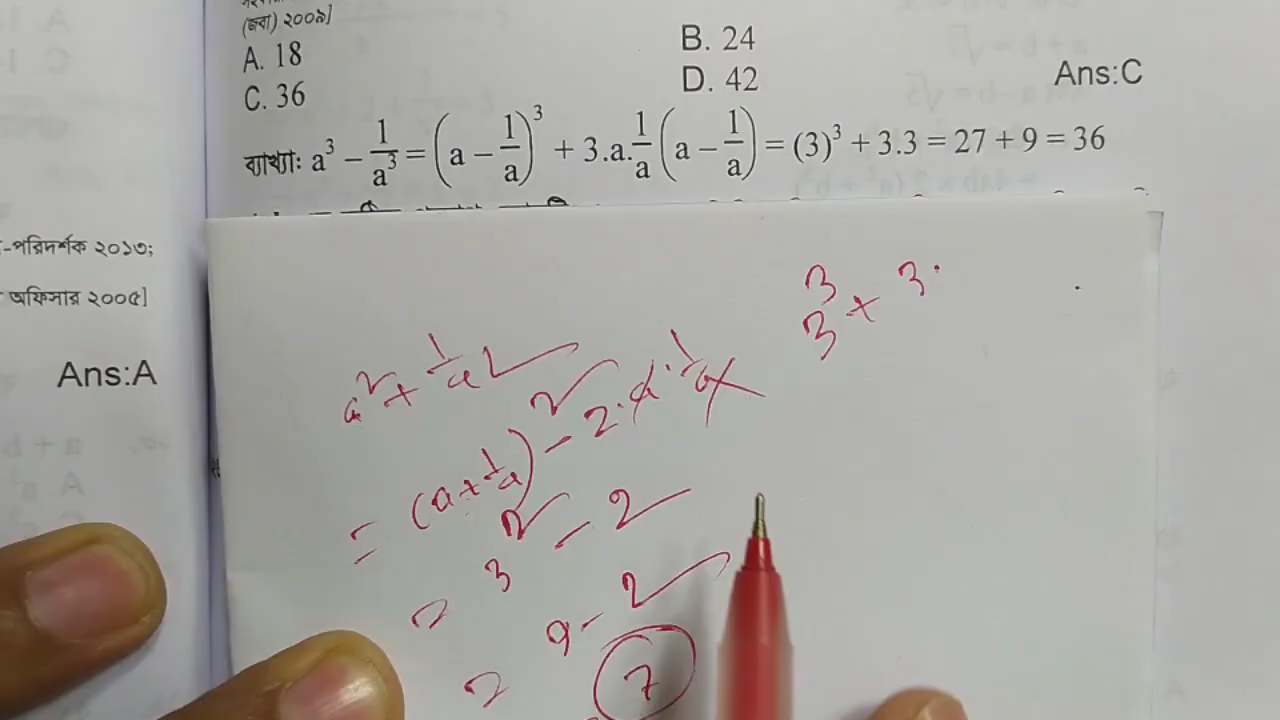 (জবা) ২০০৯]
A. 18
B. 24
C. 36
D. 42
Ans:C
ব্যাখ্যা: a³ − 1/a³ = (a − 1/a)³ + 3.a.1/a (a − 1/a) = (3)³ + 3.3 = 27 + 9 = 36
-পরিদর্শক ২০১৩;
অফিসার ২০০৫]
Ans:A
3³ + 3.
a² + 1/a²
= (a + 1/a)² − 2.a.1/a
= 3² − 2
= 9 − 2
= 7